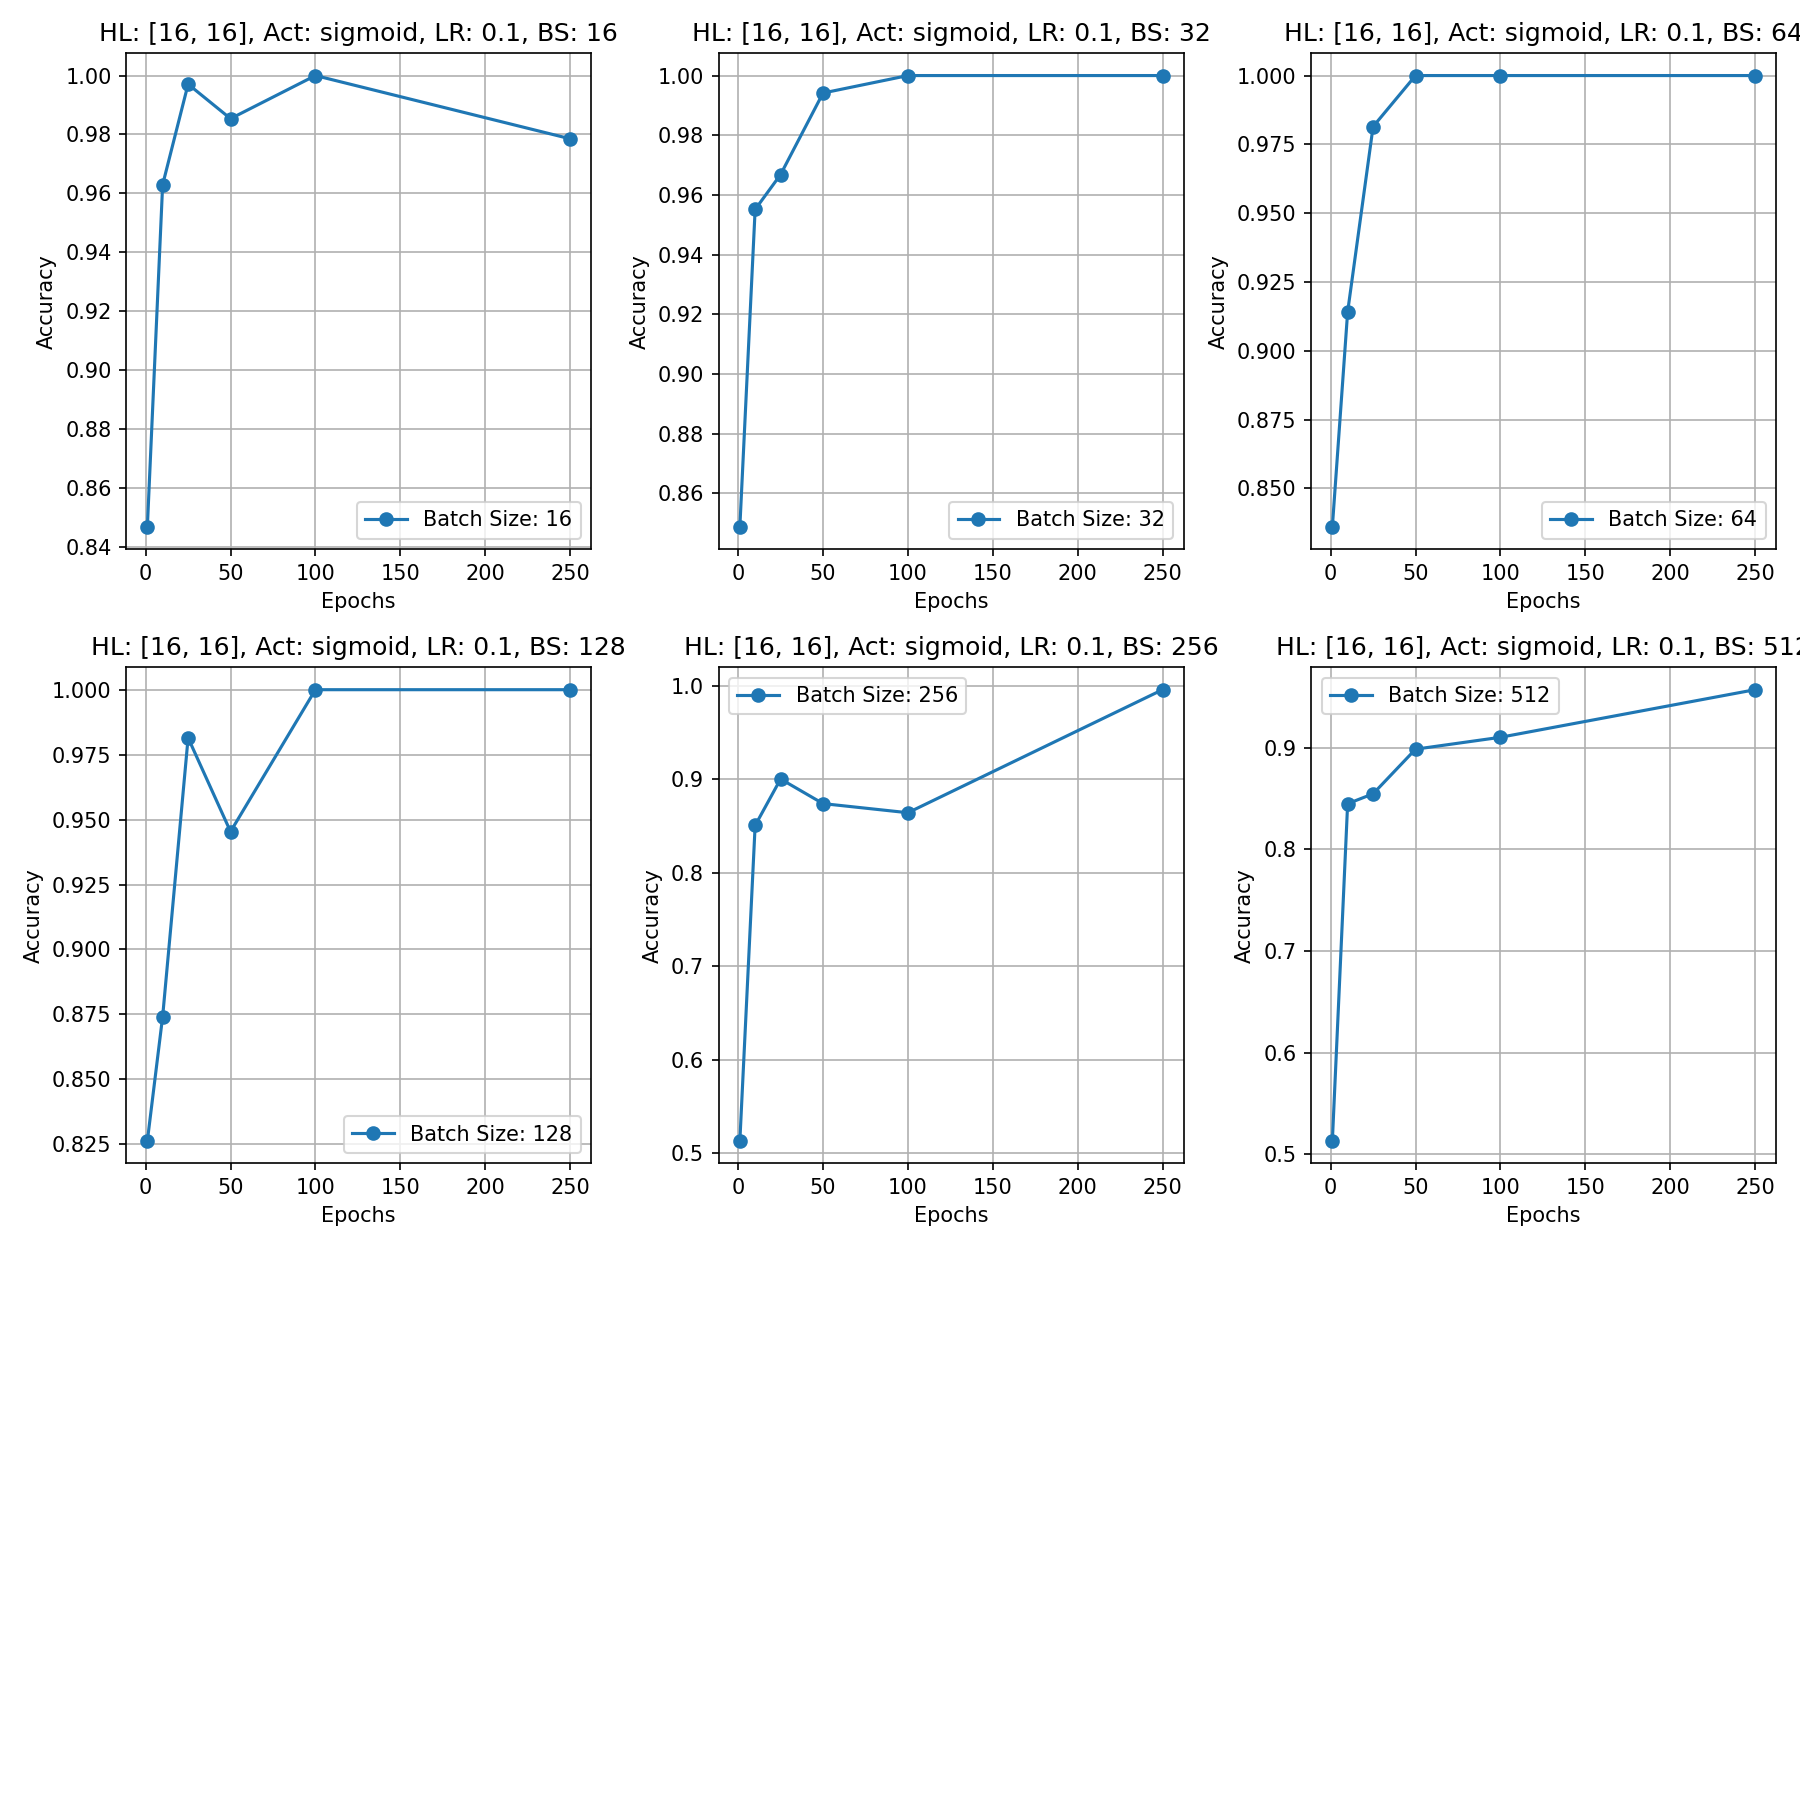 HL: [16, 16], Act: sigmoid, LR: 0.1, BS: 16
1.00
0.98
0.96
0.94
0.92
0.90
0.88
0.86
0.84
Accuracy
Batch Size: 16
0 50 100 150 200 250
Epochs
HL: [16, 16], Act: sigmoid, LR: 0.1, BS: 32
1.00
0.98
0.96
0.94
0.92
0.90
0.88
0.86
Accuracy
Batch Size: 32
0 50 100 150 200 250
Epochs
HL: [16, 16], Act: sigmoid, LR: 0.1, BS: 64
1.000
0.975
0.950
0.925
0.900
0.875
0.850
Accuracy
Batch Size: 64
0 50 100 150 200 250
Epochs
HL: [16, 16], Act: sigmoid, LR: 0.1, BS: 128
1.000
0.975
0.950
0.925
0.900
0.875
0.850
0.825
Accuracy
Batch Size: 128
0 50 100 150 200 250
Epochs
HL: [16, 16], Act: sigmoid, LR: 0.1, BS: 256
Batch Size: 256
1.0
0.9
0.8
0.7
0.6
0.5
Accuracy
0 50 100 150 200 250
Epochs
HL: [16, 16], Act: sigmoid, LR: 0.1, BS: 512
Batch Size: 512
0.9
0.8
0.7
0.6
0.5
Accuracy
0 50 100 150 200 250
Epochs